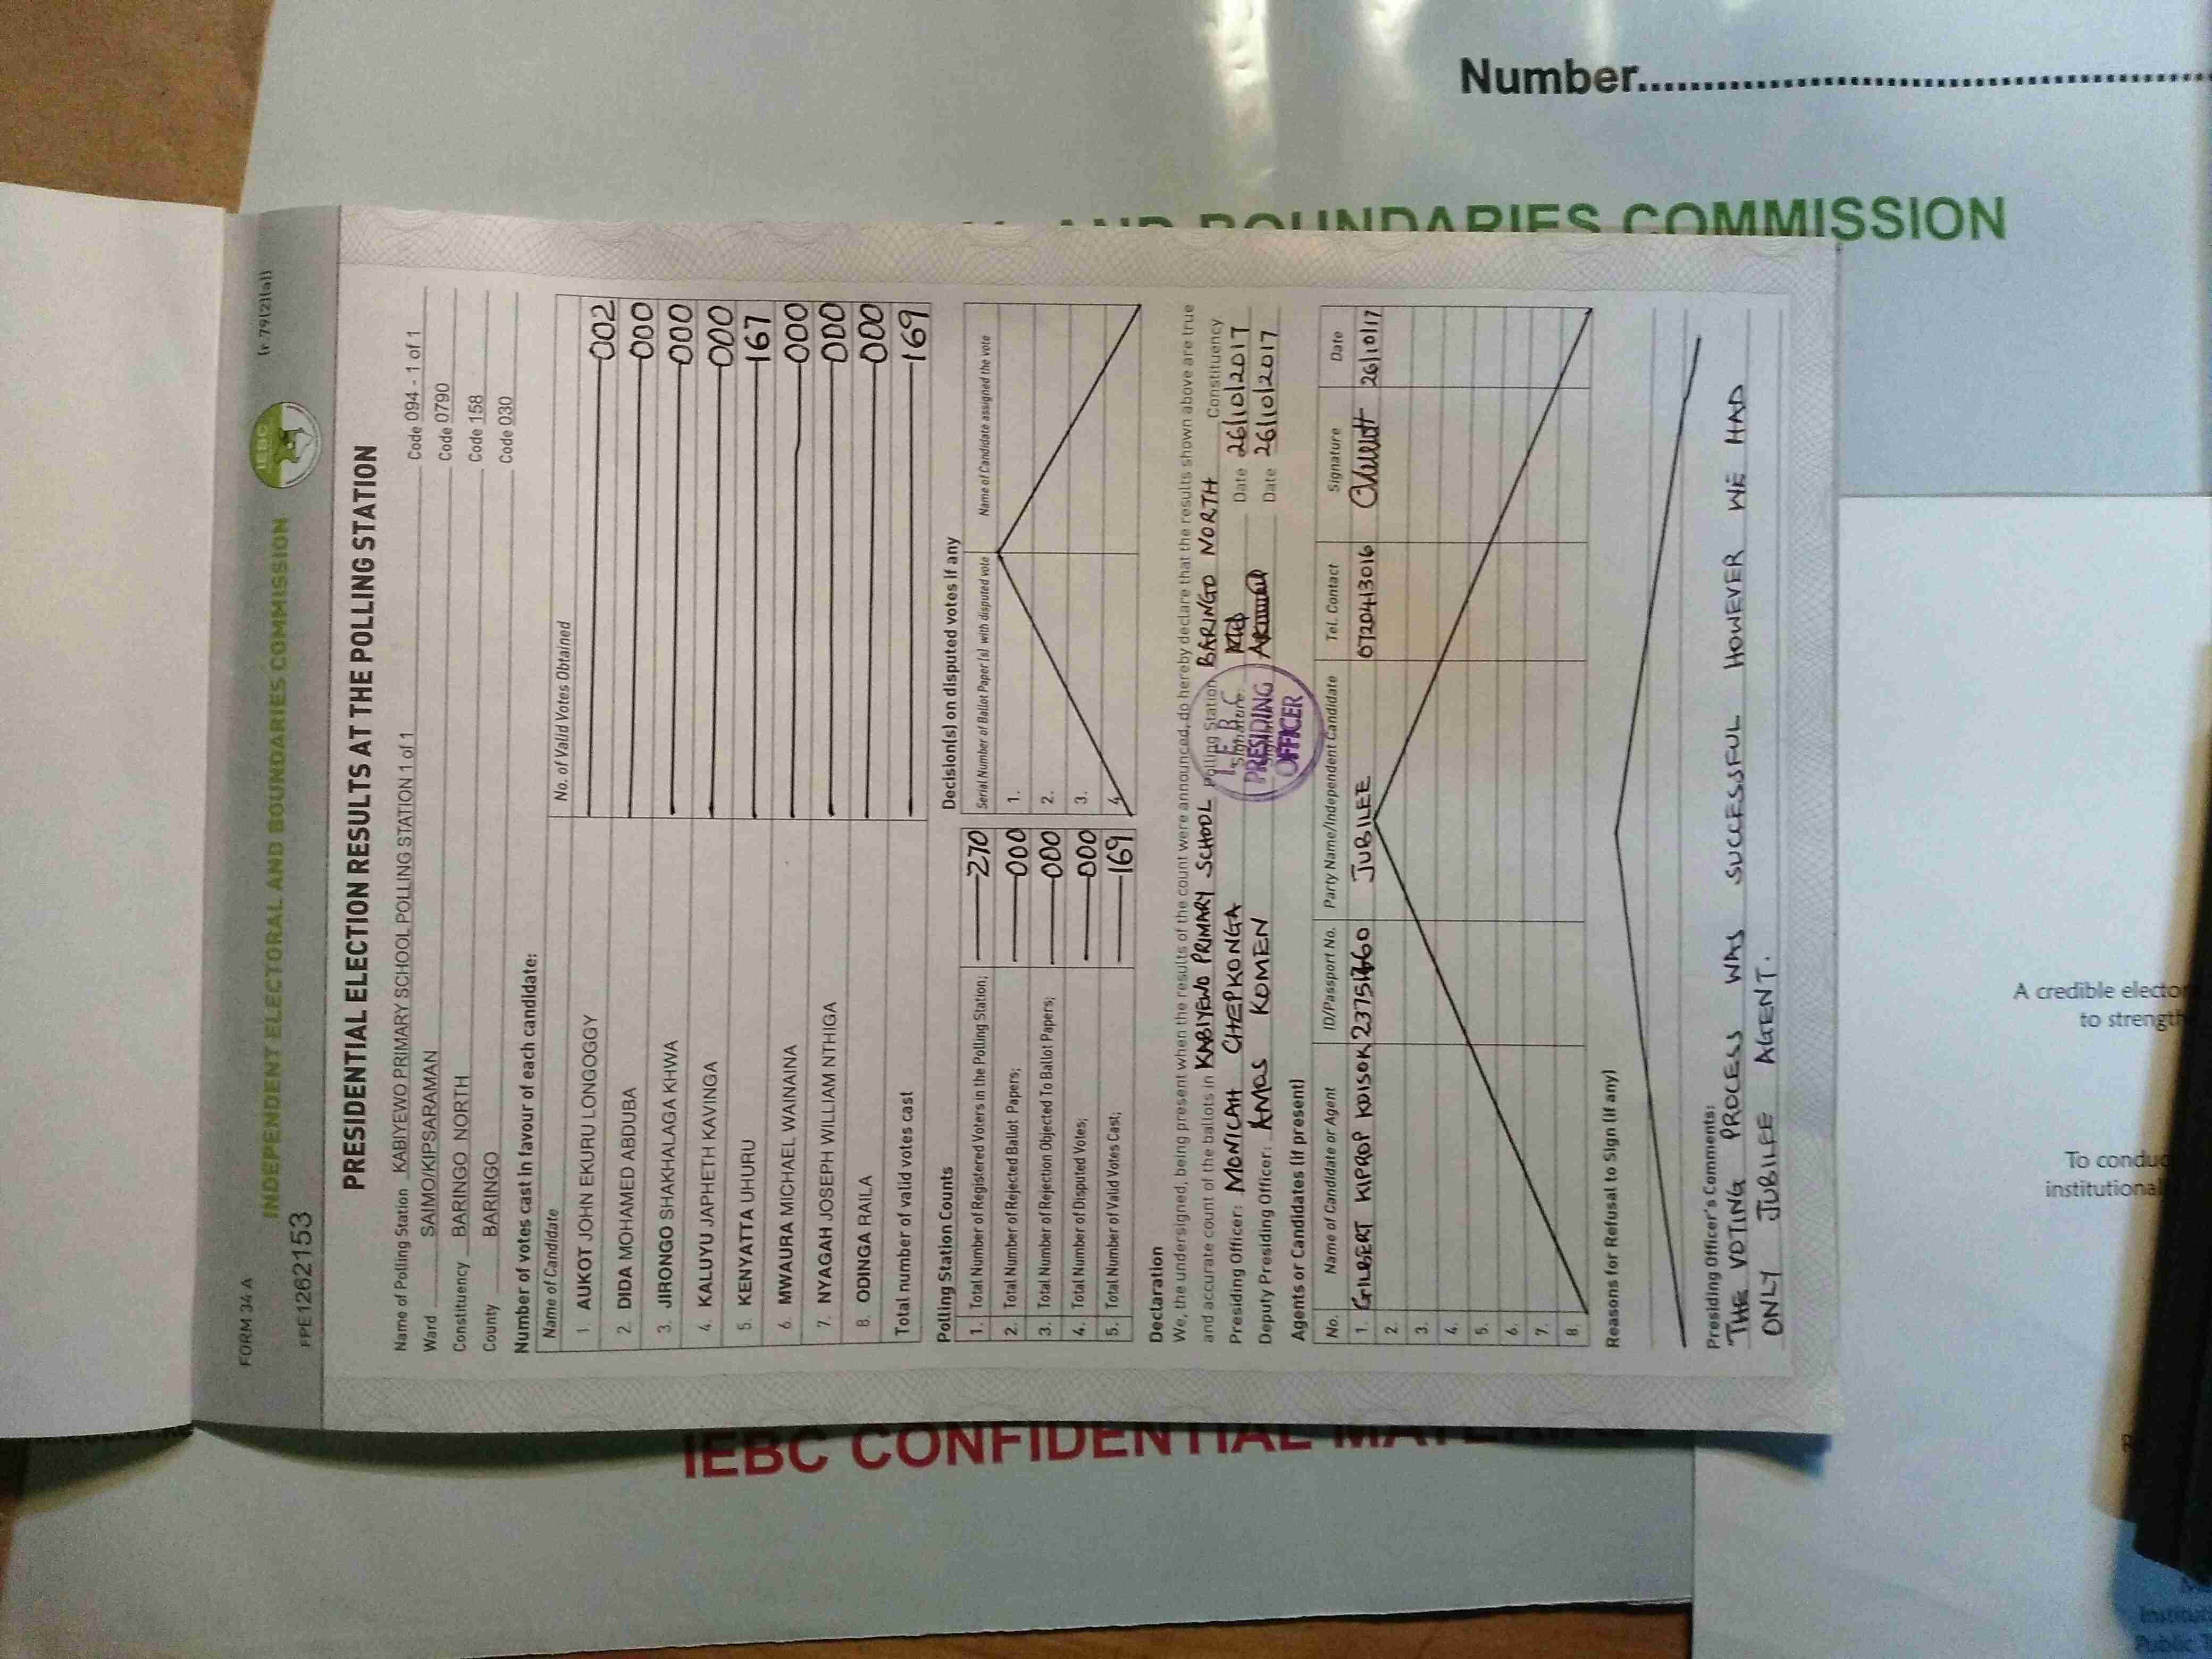 Number
AND BOUNDARIES COMMISSION
FORM 34 A
(r.79(2)(a))
INDEPENDENT ELECTORAL AND BOUNDARIES COMMISSION
IEBC
FPE1262153
PRESIDENTIAL ELECTION RESULTS AT THE POLLING STATION
Name of Polling Station KABIYEWO PRIMARY SCHOOL POLLING STATION 1 of 1 Code 094 - 1 of 1
Ward SAIMO/KIPSARAMAN Code 0790
Constituency BARINGO NORTH Code 158
County BARINGO Code 030
Number of votes cast in favour of each candidate:
Name of Candidate No. of Valid Votes Obtained
1. AUKOT JOHN EKURU LONGOGGY 002
2. DIDA MOHAMED ABDUBA 000
3. JIRONGO SHAKHALAGA KHWA 000
4. KALUYU JAPHETH KAVINGA 000
5. KENYATTA UHURU 167
6. MWAURA MICHAEL WAINAINA 000
7. NYAGAH JOSEPH WILLIAM NTHIGA 000
8. ODINGA RAILA 000
Total number of valid votes cast 169
Polling Station Counts
1. Total Number of Registered Voters in the Polling Station; 210
2. Total Number of Rejected Ballot Papers; 000
3. Total Number of Rejection Objected To Ballot Papers; 000
4. Total Number of Disputed Votes; 000
5. Total Number of Valid Votes Cast; 169
Decision(s) on disputed votes if any
Serial Number of Ballot Paper(s) with disputed vote Name of Candidate assigned the vote
1.
2.
3.
4.
Declaration
We, the undersigned, being present when the results of the count were announced, do hereby declare that the results shown above are true
and accurate count of the ballots in KABIYEWO PRIMARY SCHOOL Polling Station BARINGO NORTH Constituency
Presiding Officer: MONICAH CHEPKONGA Signature: Date 26/10/2017
Deputy Presiding Officer: AMOS KOMEN Date 26/10/2017
I.E.B.C
PRESIDING
OFFICER
Agents or Candidates (if present)
No. Name of Candidate or Agent ID/Passport No. Party Name/Independent Candidate Tel. Contact Signature Date
1. GILBERT KIPROP KOISOK JUBILEE 0720413016 26/10/17
2.
3.
4.
5.
6.
7.
8.
Reasons for Refusal to Sign (if any)
Presiding Officer's Comments:
THE VOTING PROCESS WAS SUCCESSFUL HOWEVER WE HAD
ONLY JUBILEE AGENT.
IEBC CONFIDENTIAL
A credible
to
To
institutional